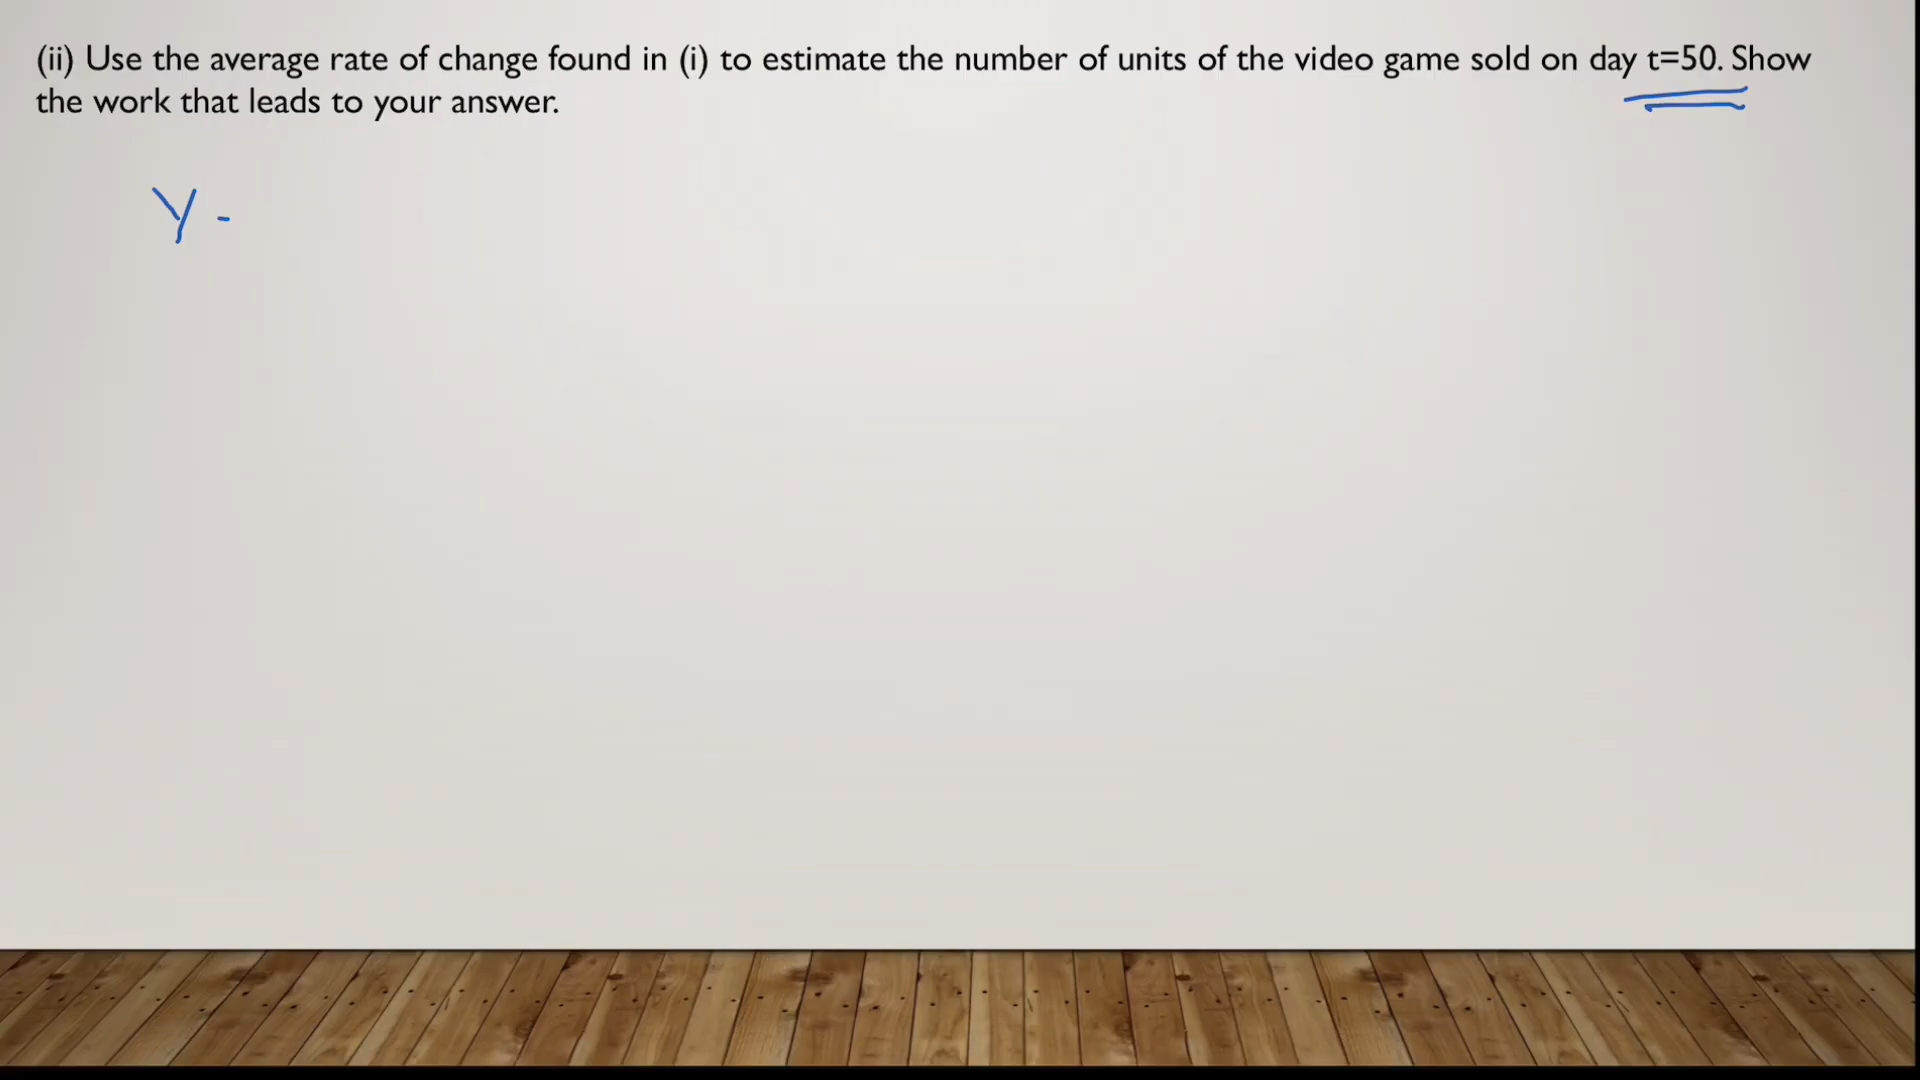 (ii) Use the average rate of change found in (i) to estimate the number of units of the video game sold on day t=50. Show
the work that leads to your answer.
y -